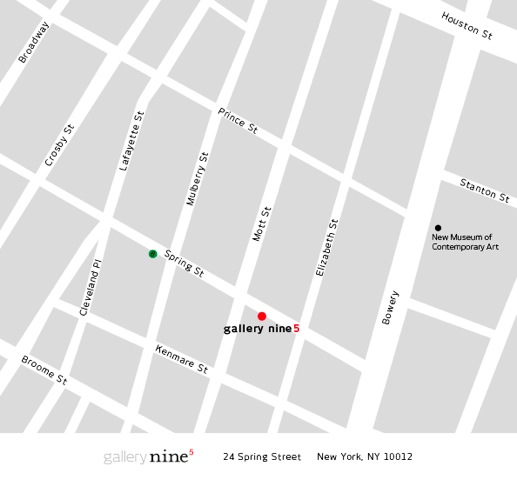 Houston St
Broadway
Prince St
Crosby St
Lafayette St
Mulberry St
Stanton St
Mott St
Elizabeth St
New Museum of
Contemporary Art
Spring St
Cleveland Pl
Bowery
gallery nine5
Kenmare St
Broome St
gallery nine5 24 Spring Street New York, NY 10012